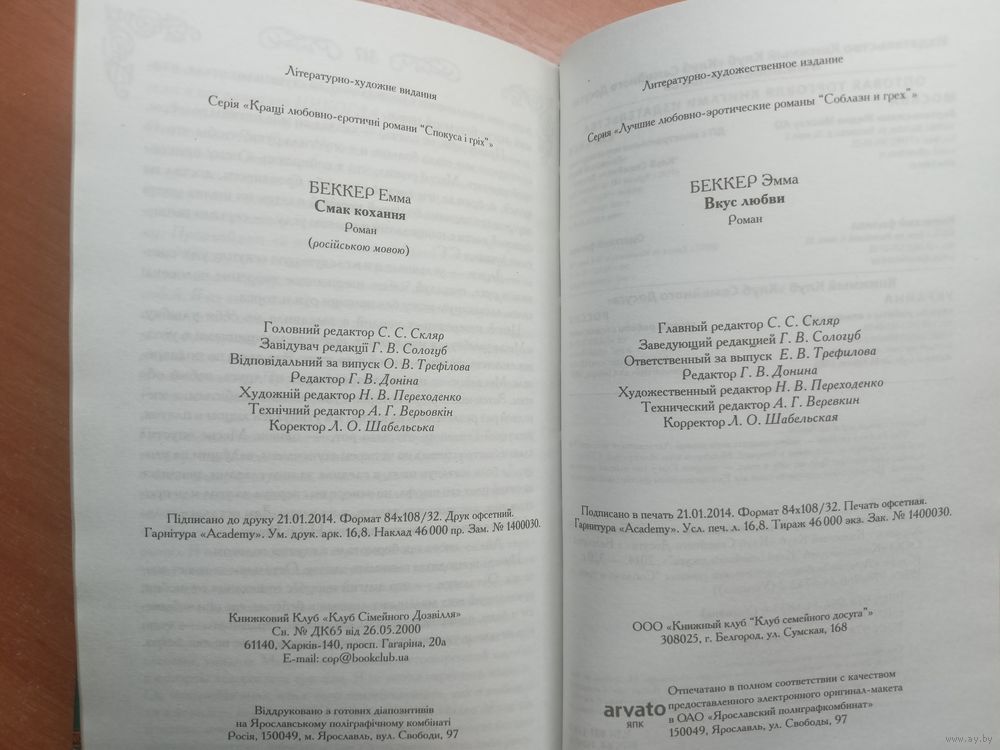 Літературно-художнє видання
Серія «Кращі любовно-еротичні романи “Спокуса і гріх”»
БЕККЕР Емма
Смак кохання
Роман
(російською мовою)
Головний редактор С. С. Скляр
Завідувач редакції Г. В. Сологуб
Відповідальний за випуск О. В. Трефілова
Редактор Г. В. Доніна
Художній редактор Н. В. Переходенко
Технічний редактор А. Г. Верьовкін
Коректор Л. О. Шабельська
Підписано до друку 21.01.2014. Формат 84x108/32. Друк офсетний.
Гарнітура «Academy». Ум. друк. арк. 16,8. Наклад 46 000 пр. Зам. № 1400030.
Книжковий Клуб «Клуб Сімейного Дозвілля»
Св. № ДК65 від 26.05.2000
61140, Харків-140, просп. Гагаріна, 20а
E-mail: cop@bookclub.ua
Віддруковано з готових діапозитивів
на Ярославському поліграфічному комбінаті
Росія, 150049, м. Ярославль, вул. Свободи, 97
Литературно-художественное издание
Серия «Лучшие любовно-эротические романы “Соблазн и грех”»
БЕККЕР Эмма
Вкус любви
Роман
Главный редактор С. С. Скляр
Заведующий редакцией Г. В. Сологуб
Ответственный за выпуск Е. В. Трефилова
Редактор Г. В. Донина
Художественный редактор Н. В. Переходенко
Технический редактор А. Г. Веревкин
Корректор Л. О. Шабельская
Подписано в печать 21.01.2014. Формат 84x108/32. Печать офсетная.
Гарнитура «Academy». Усл. печ. л. 16,8. Тираж 46 000 экз. Зак. № 1400030.
ООО «Книжный клуб “Клуб семейного досуга”»
308025, г. Белгород, ул. Сумская, 168
arvato
ЯПК
Отпечатано в полном соответствии с качеством
предоставленного электронного оригинал-макета
в ОАО «Ярославский полиграфкомбинат»
150049, Ярославль, ул. Свободы, 97
www.ay.by